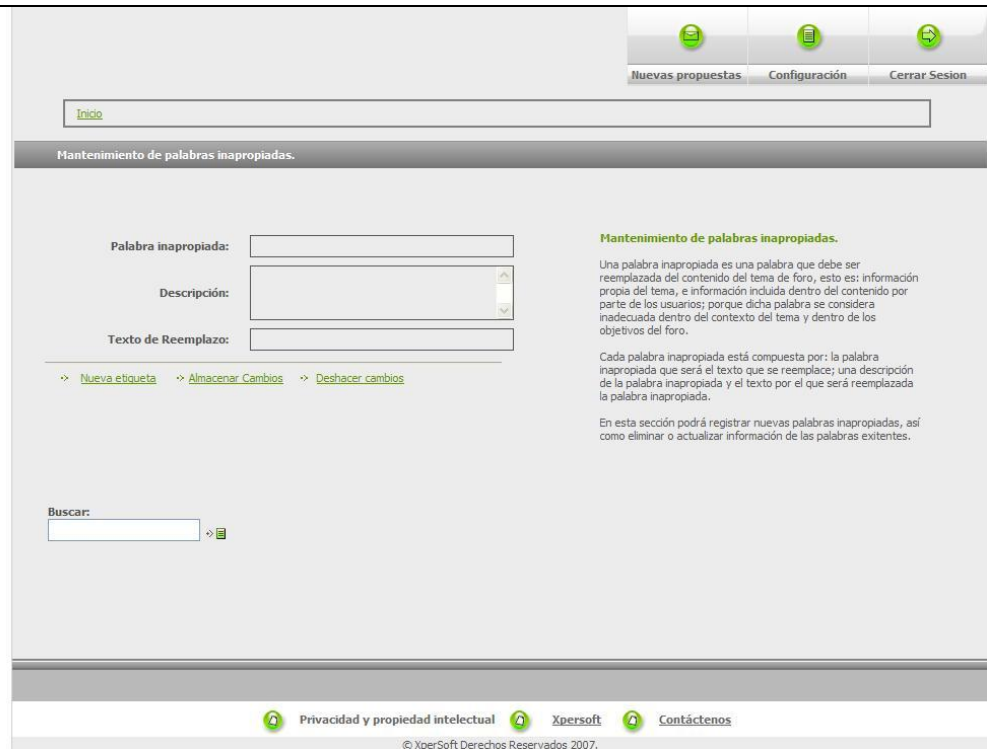 Nuevas propuestas
Configuración
Cerrar Sesion
Inicio
Mantenimiento de palabras inapropiadas.
Palabra inapropiada:
Descripción:
Texto de Reemplazo:
Nueva etiqueta
Almacenar Cambios
Deshacer cambios
Mantenimiento de palabras inapropiadas.
Una palabra inapropiada es una palabra que debe ser
reemplazada del contenido del tema de foro, esto es: información
propia del tema, e información incluida dentro del contenido por
parte de los usuarios; porque dicha palabra se considera
inadecuada dentro del contexto del tema y dentro de los
objetivos del foro.
Cada palabra inapropiada está compuesta por: la palabra
inapropiada que será el texto que se reemplace; una descripción
de la palabra inapropiada y el texto por el que será reemplazada
la palabra inapropiada.
En esta sección podrá registrar nuevas palabras inapropiadas, así
como eliminar o actualizar información de las palabras exitentes.
Buscar:
Privacidad y propiedad intelectual
Xpersoft
Contáctenos
© XperSoft Derechos Reservados 2007.